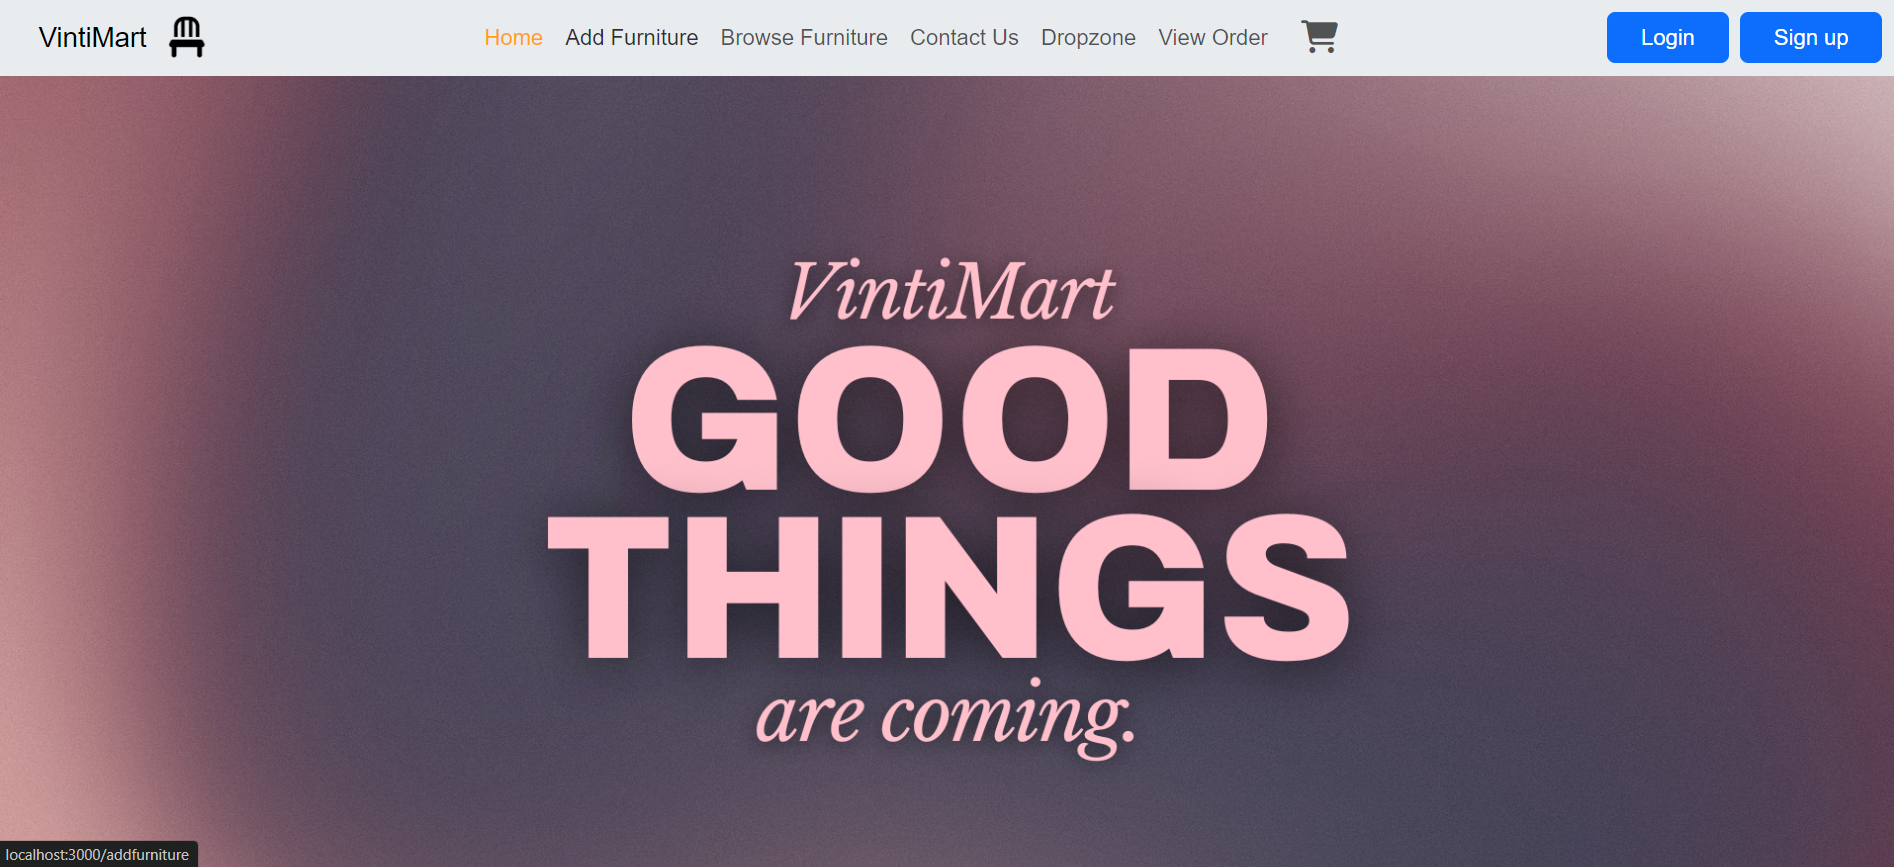 VintiMart
Home Add Furniture Browse Furniture Contact Us Dropzone View Order
Login
Sign up
VintiMart
GOOD
THINGS
are coming.
localhost:3000/addfurniture